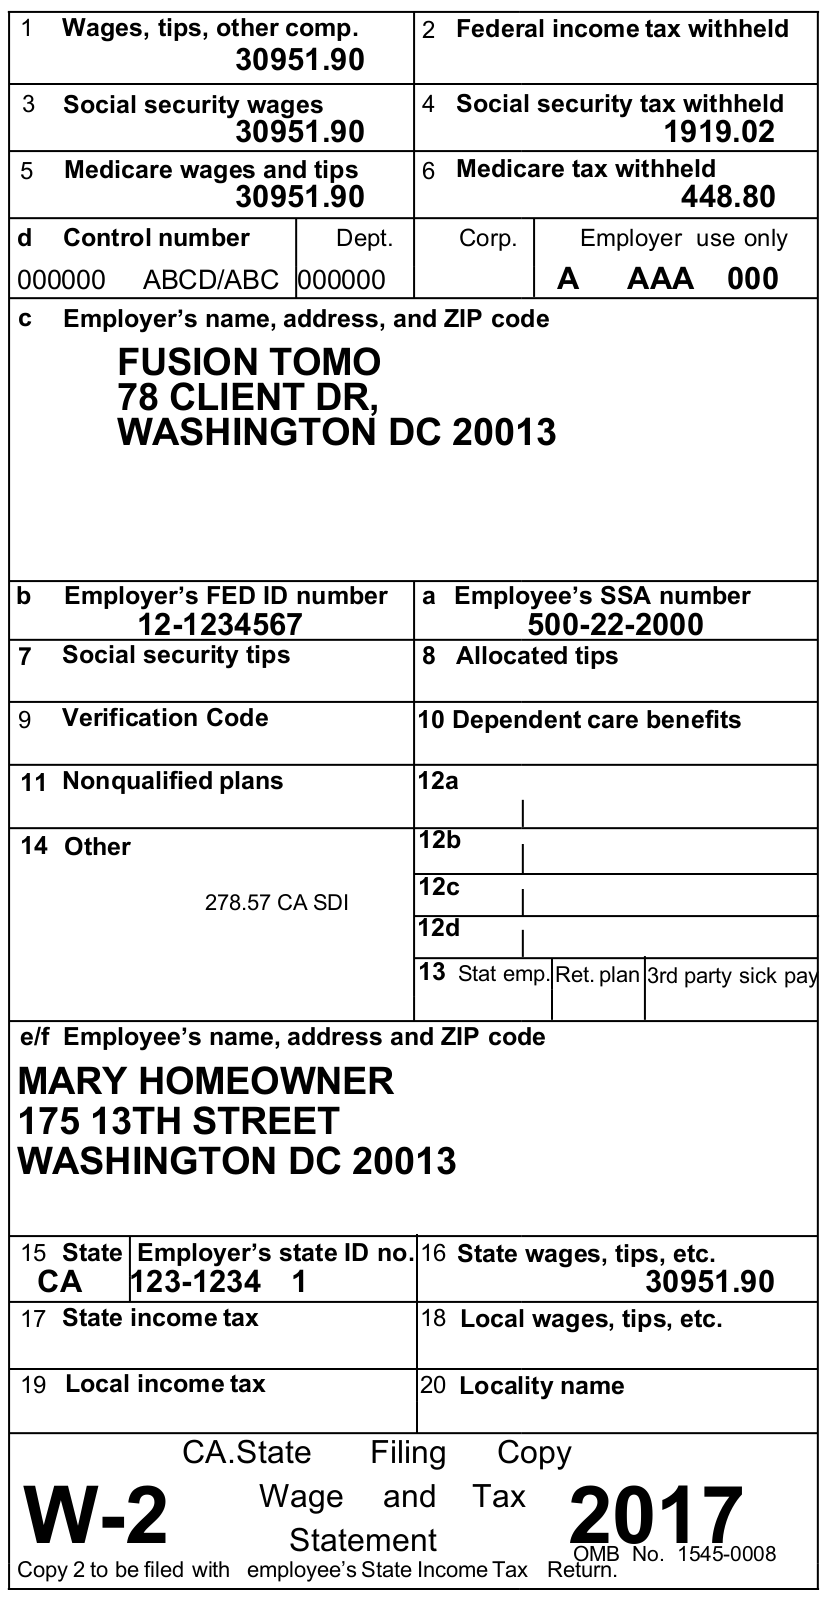 1 Wages, tips, other comp.
30951.90
2 Federal income tax withheld
3 Social security wages
30951.90
4 Social security tax withheld
1919.02
5 Medicare wages and tips
30951.90
6 Medicare tax withheld
448.80
d Control number
000000 ABCD/ABC
Dept.
000000
Corp.
Employer use only
A AAA 000
c Employer’s name, address, and ZIP code
FUSION TOMO
78 CLIENT DR,
WASHINGTON DC 20013
b Employer’s FED ID number
12-1234567
a Employee’s SSA number
500-22-2000
7 Social security tips
8 Allocated tips
9 Verification Code
10 Dependent care benefits
11 Nonqualified plans
12a
14 Other
278.57 CA SDI
12b
12c
12d
13 Stat emp. Ret. plan 3rd party sick pay
e/f Employee’s name, address and ZIP code
MARY HOMEOWNER
175 13TH STREET
WASHINGTON DC 20013
15 State Employer’s state ID no.
CA 123-1234 1
16 State wages, tips, etc.
30951.90
17 State income tax
18 Local wages, tips, etc.
19 Local income tax
20 Locality name
CA.State Filing Copy
W-2 Wage and Tax
Statement
2017
OMB No. 1545-0008
Copy 2 to be filed with employee’s State Income Tax Return.